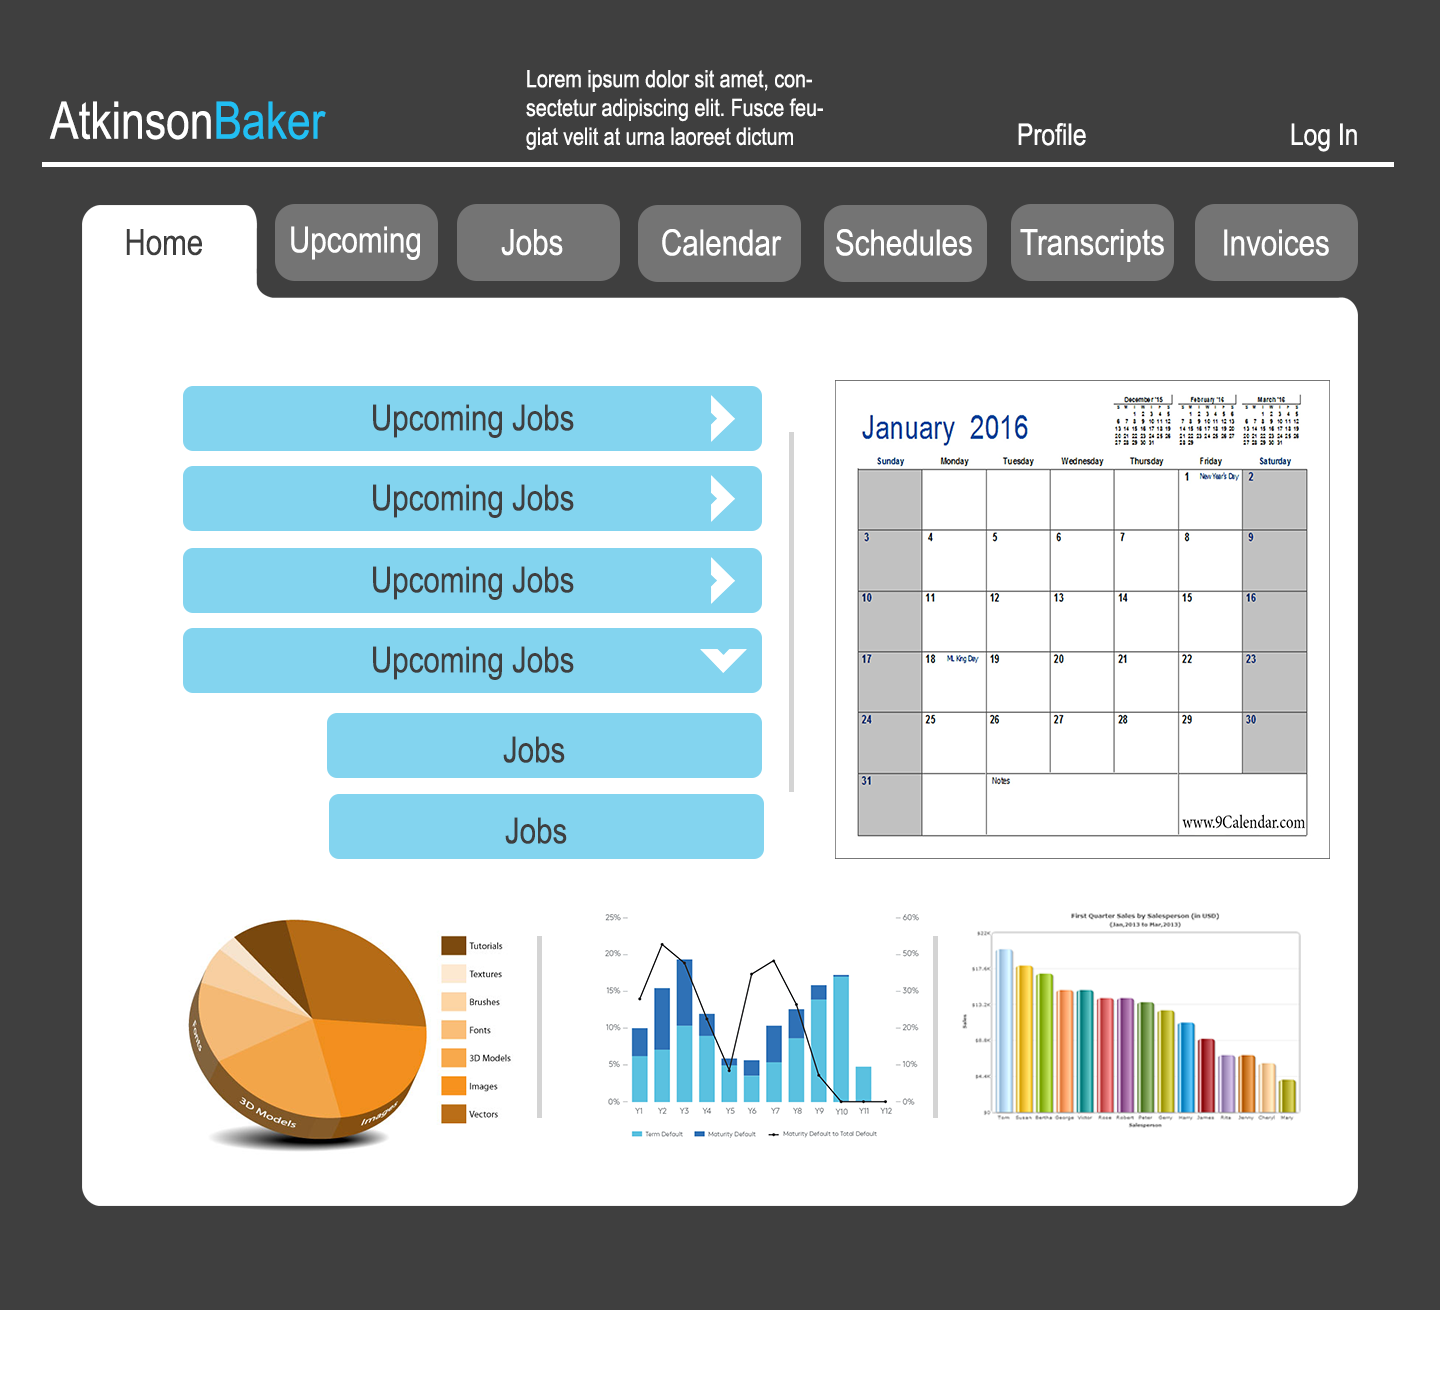 Lorem ipsum dolor sit amet, con-
sectetur adipiscing elit. Fusce feu-
giat velit at urna laoreet dictum
AtkinsonBaker
Profile
Log In
Home
Upcoming
Jobs
Calendar
Schedules
Transcripts
Invoices
Upcoming Jobs
Upcoming Jobs
Upcoming Jobs
Upcoming Jobs
Jobs
Jobs
January 2016
December '15
February '16
March '16
Sunday Monday Tuesday Wednesday Thursday Friday Saturday
1 New Year's Day 2
3 4 5 6 7 8 9
10 11 12 13 14 15 16
17 18 ML King Day 19 20 21 22 23
24 25 26 27 28 29 30
31 Notes
www.9Calendar.com
Fonts
3D Models
Images
Tutorials
Textures
Brushes
Fonts
3D Models
Images
Vectors
25% 60%
20% 50%
15% 30%
10% 20%
5% 10%
0% 0%
Y1 Y2 Y3 Y4 Y5 Y6 Y7 Y8 Y9 Y10 Y11 Y12
Term Default Maturity Default Maturity Default to Total Default
First Quarter Sales by Salesperson (in USD)
(Jan,2013 to Mar,2013)
$22K
$17.6K
$13.2K
$8.8K
$4.4K
$0
Sales
Tom Susan Bertha George Victor Rose Robert Peter Gerry Harry James Rita Jenny Cheryl Mary
Salesperson